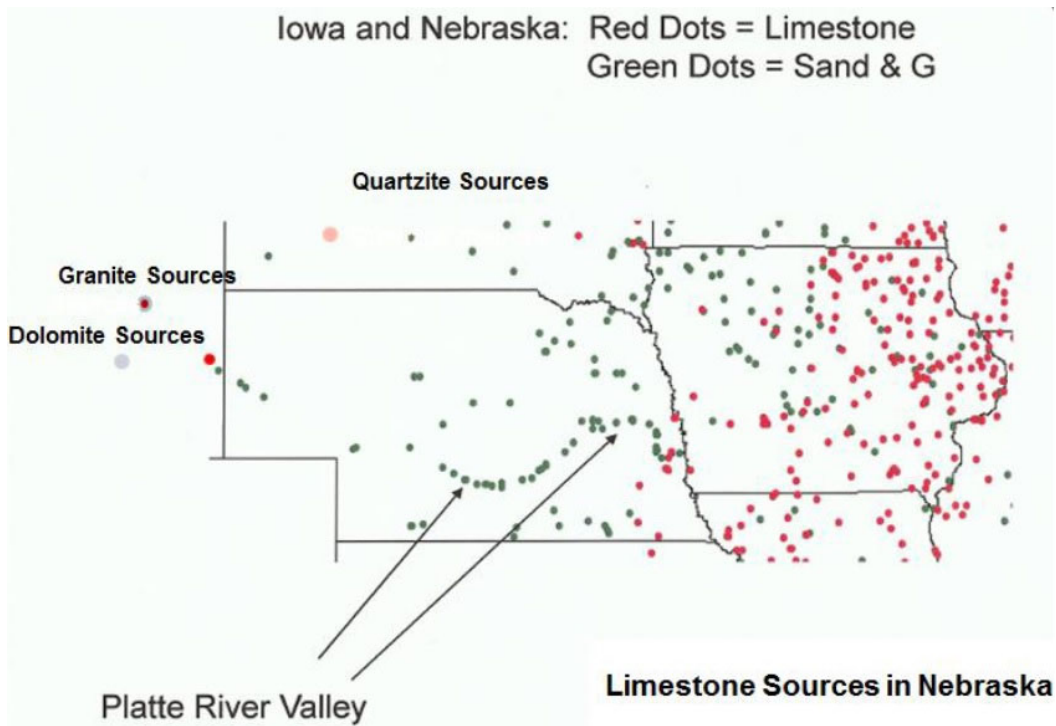 Iowa and Nebraska: Red Dots = Limestone
Green Dots = Sand & G
Quartzite Sources
Granite Sources
Dolomite Sources
Platte River Valley
Limestone Sources in Nebraska